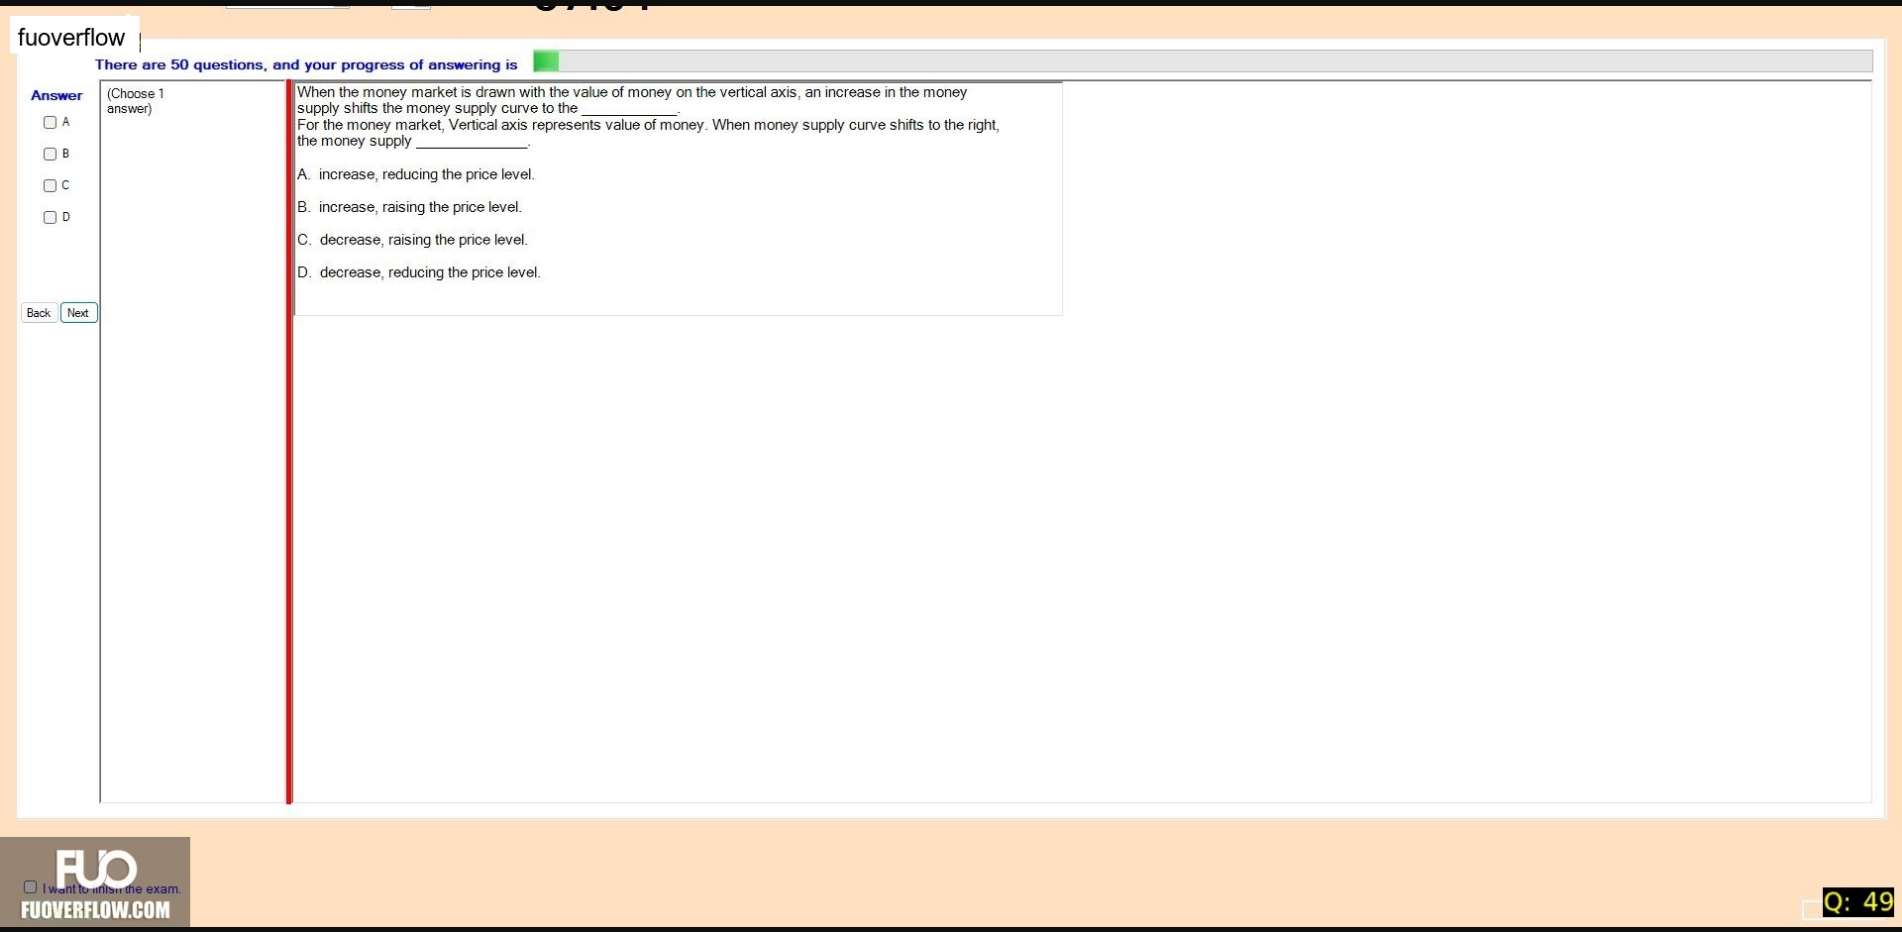 fuoverflow
There are 50 questions, and your progress of answering is
Answer
(Choose 1
answer)
A
B
C
D
Back
Next
When the money market is drawn with the value of money on the vertical axis, an increase in the money
supply shifts the money supply curve to the ____________.
For the money market, Vertical axis represents value of money. When money supply curve shifts to the right,
the money supply ______________.
A. increase, reducing the price level.
B. increase, raising the price level.
C. decrease, raising the price level.
D. decrease, reducing the price level.
FUO
I want to finish the exam.
FUOVERFLOW.COM
Q: 49